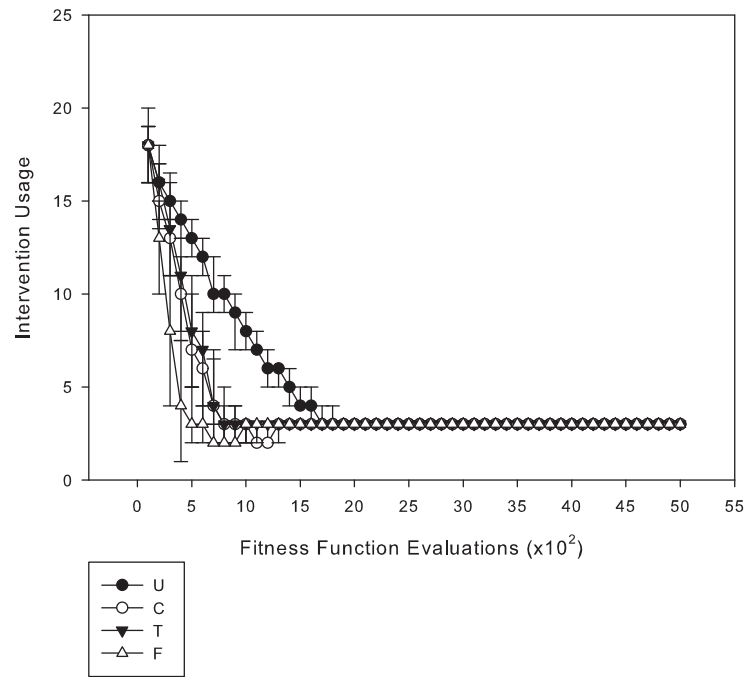 25
20
15
10
5
0
Intervention Usage
0 5 10 15 20 25 30 35 40 45 50 55
Fitness Function Evaluations (x10²)
U
C
T
F